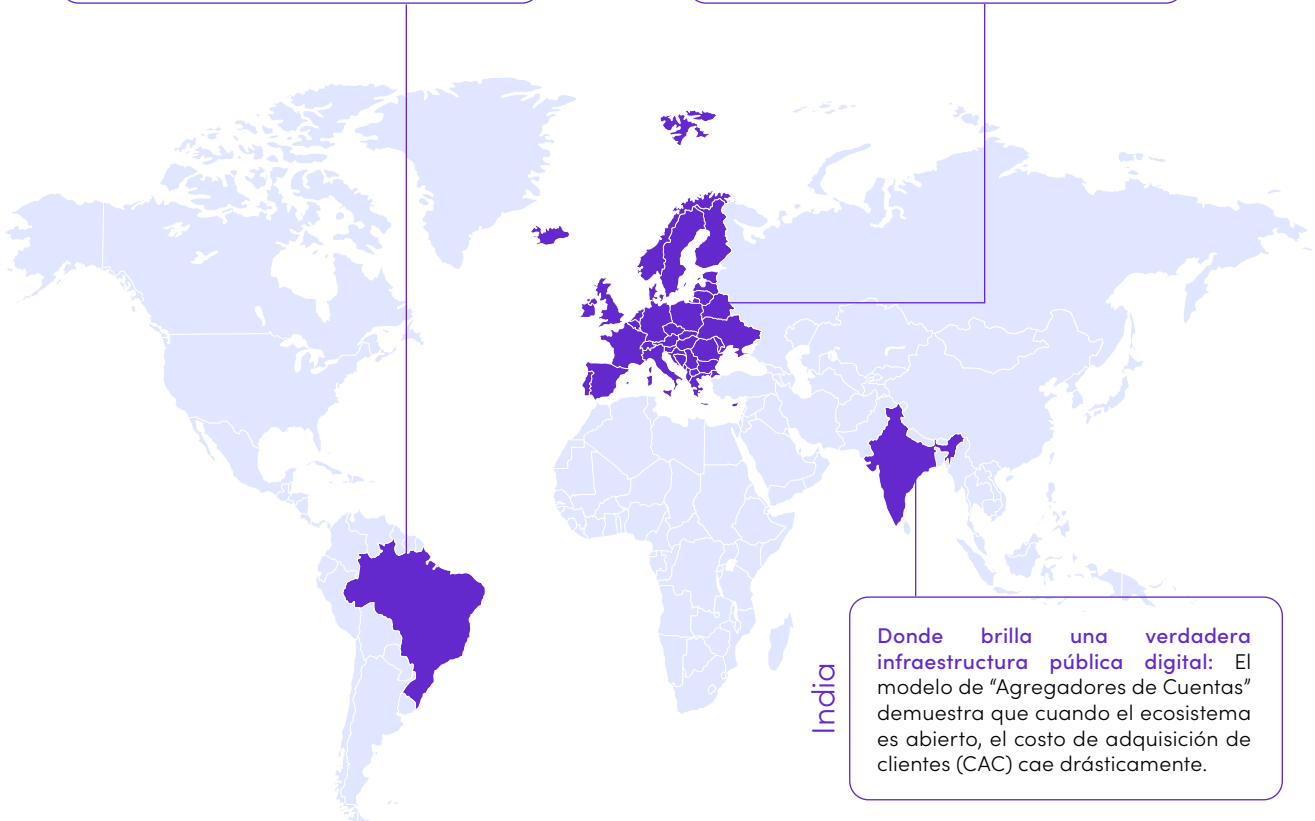 India
Donde brilla una verdadera
infraestructura pública digital: El
modelo de “Agregadores de Cuentas”
demuestra que cuando el ecosistema
es abierto, el costo de adquisición de
clientes (CAC) cae drásticamente.